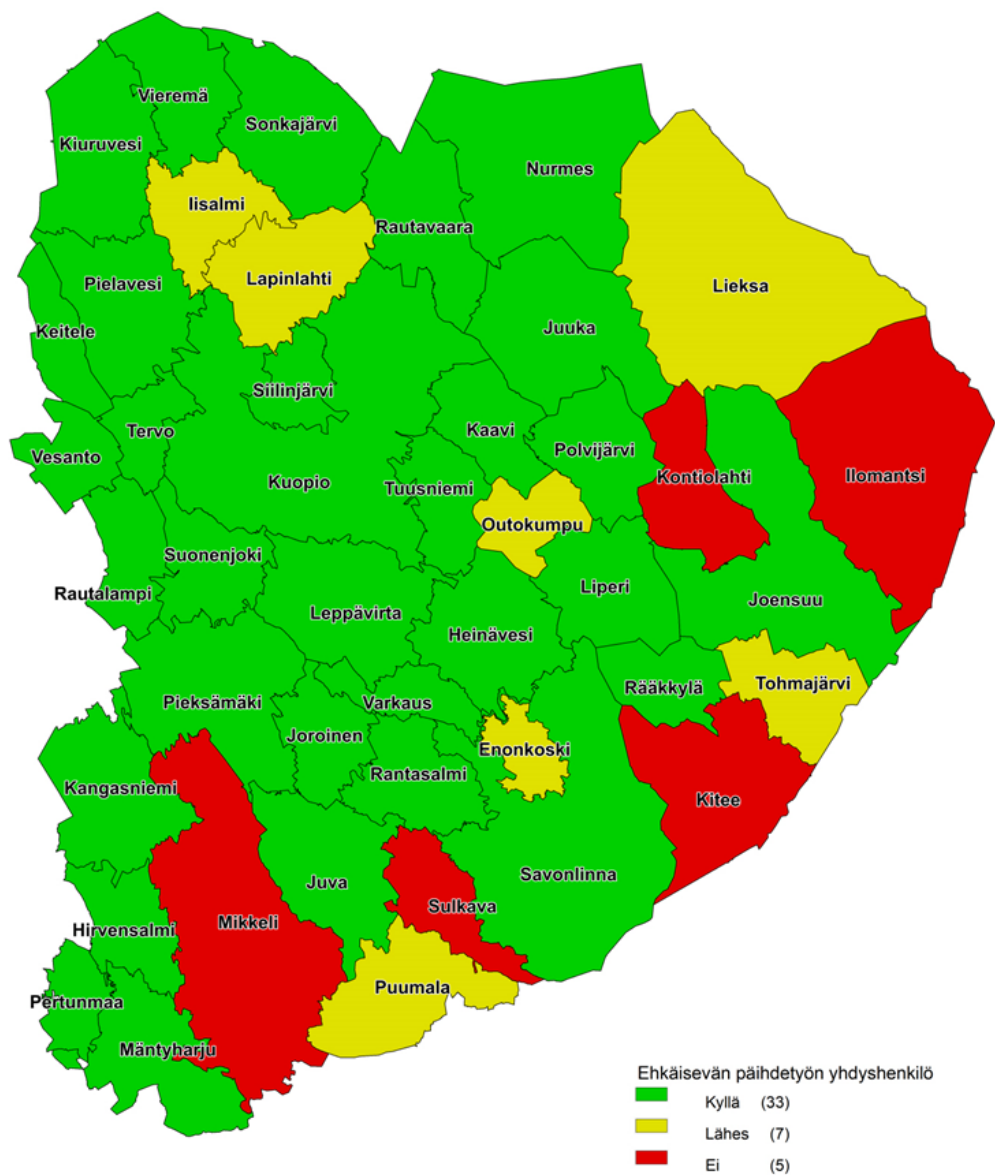 Vieremä
Sonkajärvi
Kiuruvesi
Nurmes
Iisalmi
Rautavaara
Lapinlahti
Pielavesi
Lieksa
Keitele
Juuka
Siilinjärvi
Tervo
Kaavi
Vesanto
Polvijärvi
Kuopio
Tuusniemi
Kontiolahti
Ilomantsi
Outokumpu
Suonenjoki
Rautalampi
Liperi
Joensuu
Leppävirta
Heinävesi
Pieksämäki
Varkaus
Rääkkylä
Tohmajärvi
Joroinen
Enonkoski
Kangasniemi
Rantasalmi
Kitee
Juva
Savonlinna
Sulkava
Mikkeli
Hirvensalmi
Puumala
Pertunmaa
Mäntyharju
Ehkäisevän päihdetyön yhdyshenkilö
Kyllä (33)
Lähes (7)
Ei (5)